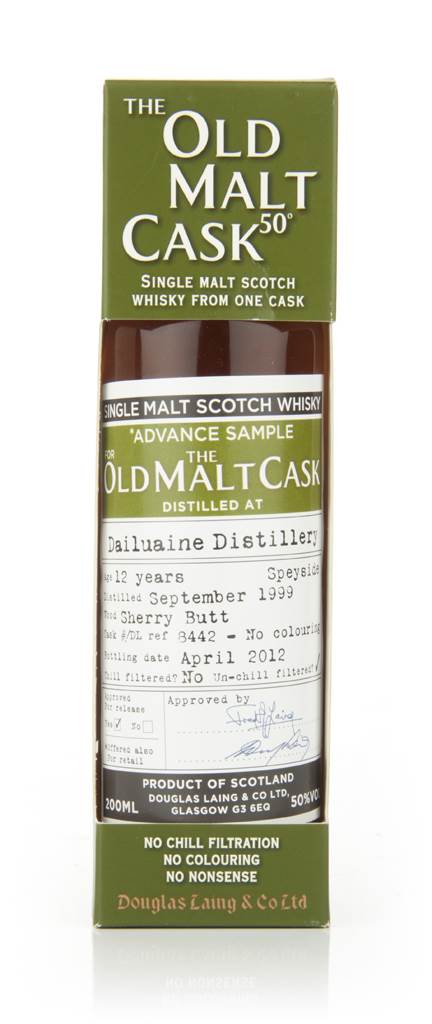 THE
OLD
MALT
CASK 50°
SINGLE MALT SCOTCH
WHISKY FROM ONE CASK
SINGLE MALT SCOTCH WHISKY
*ADVANCE SAMPLE
FOR THE
OLD MALT CASK
DISTILLED AT
Dailuaine Distillery
Age 12 years Speyside
Distilled September 1999
Wood Sherry Butt
Cask #/DL ref 8442 - No colouring
Bottling date April 2012
Chill filtered? No Un-chill filtered? ✓
Approved
For release
Yes ✓ No
Approved by
*Offered also
For retail
PRODUCT OF SCOTLAND
200ML DOUGLAS LAING & CO LTD, 50%VOL
GLASGOW G3 6EQ
NO CHILL FILTRATION
NO COLOURING
NO NONSENSE
Douglas Laing & Co Ltd